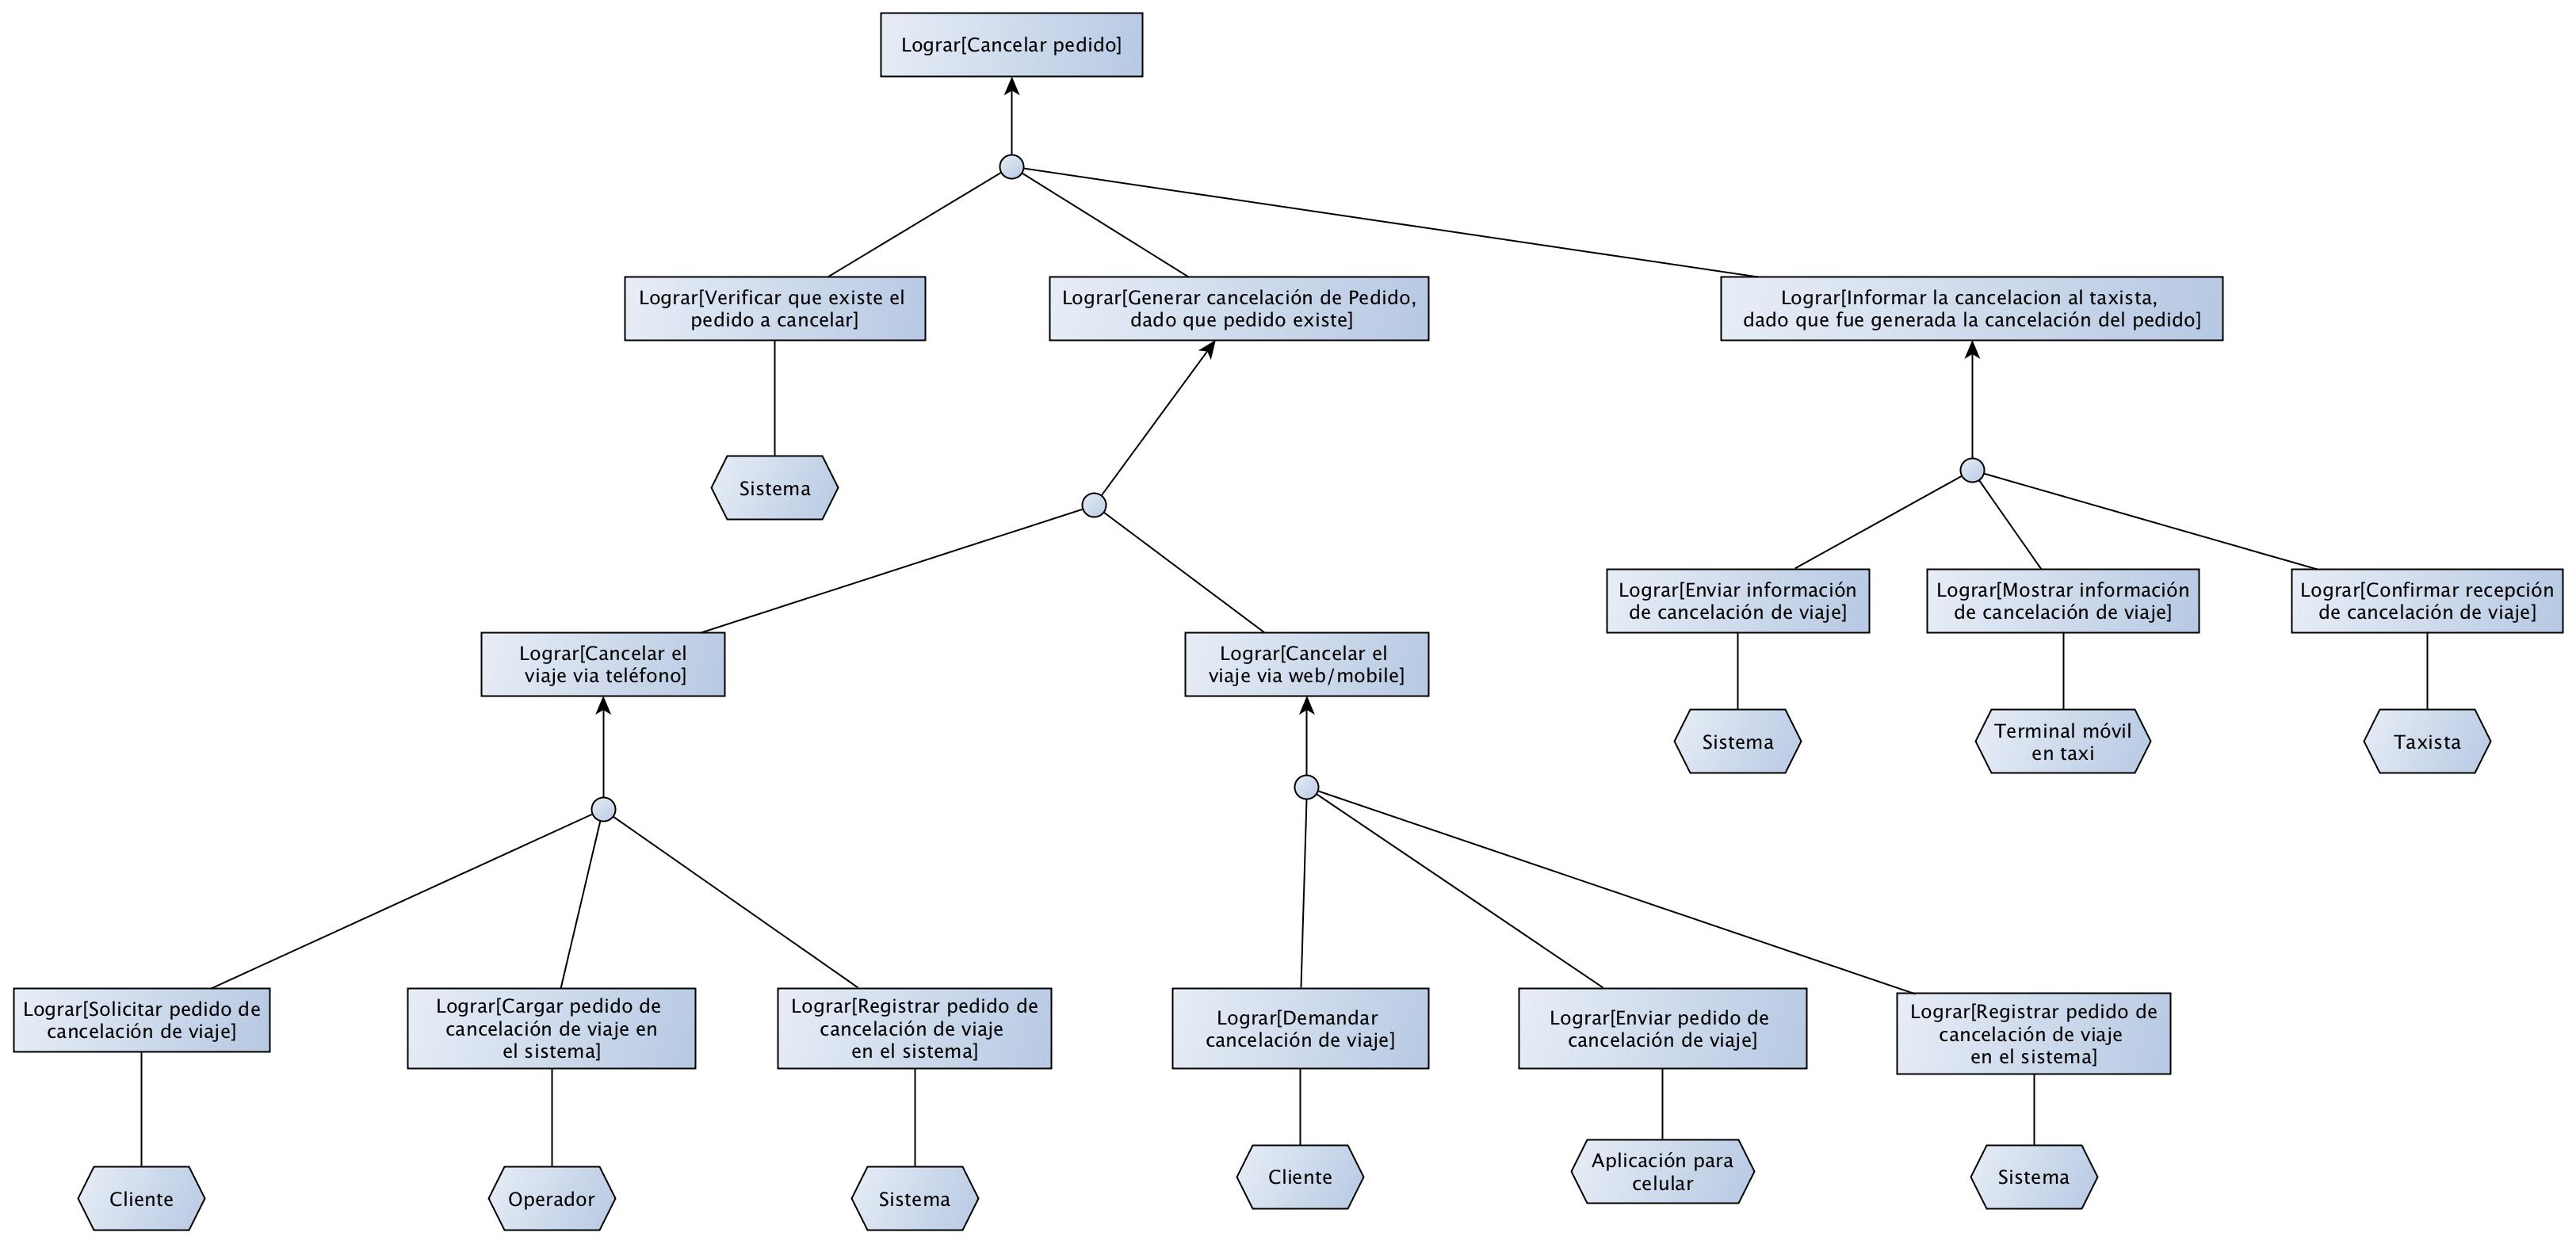 Lograr[Cancelar pedido]
Lograr[Verificar que existe el
pedido a cancelar]
Lograr[Generar cancelación de Pedido,
dado que pedido existe]
Lograr[Informar la cancelacion al taxista,
dado que fue generada la cancelación del pedido]
Sistema
Lograr[Enviar información
de cancelación de viaje]
Lograr[Mostrar información
de cancelación de viaje]
Lograr[Confirmar recepción
de cancelación de viaje]
Lograr[Cancelar el
viaje via teléfono]
Lograr[Cancelar el
viaje via web/mobile]
Sistema
Terminal móvil
en taxi
Taxista
Lograr[Solicitar pedido de
cancelación de viaje]
Lograr[Cargar pedido de
cancelación de viaje en
el sistema]
Lograr[Registrar pedido de
cancelación de viaje
en el sistema]
Lograr[Demandar
cancelación de viaje]
Lograr[Enviar pedido de
cancelación de viaje]
Lograr[Registrar pedido de
cancelación de viaje
en el sistema]
Cliente
Operador
Sistema
Cliente
Aplicación para
celular
Sistema